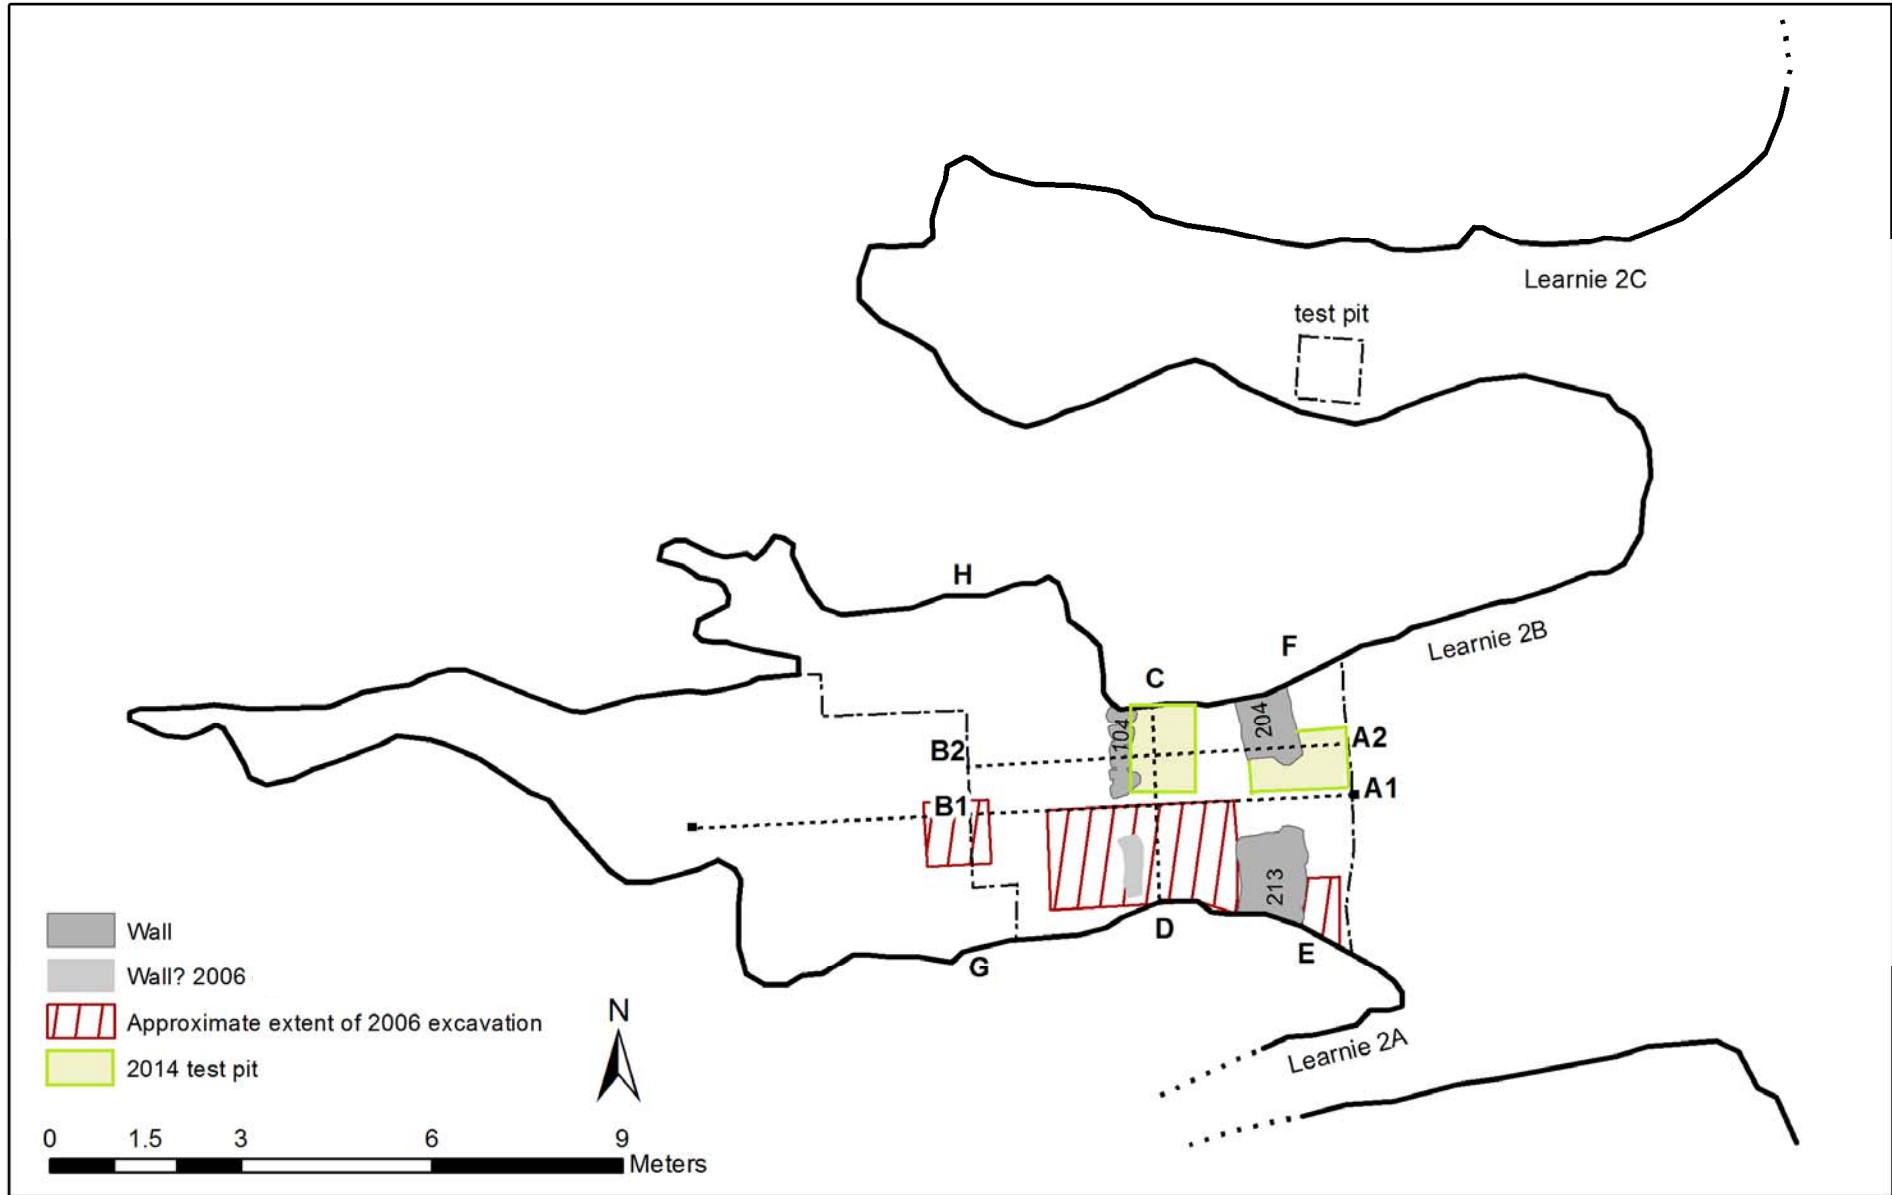 Learnie 2C
test pit
H
F
Learnie 2B
C
104
204
B2
A2
A1
B1
213
D
E
G
Wall
Wall? 2006
Approximate extent of 2006 excavation
2014 test pit
N
Learnie 2A
0 1.5 3 6 9
Meters